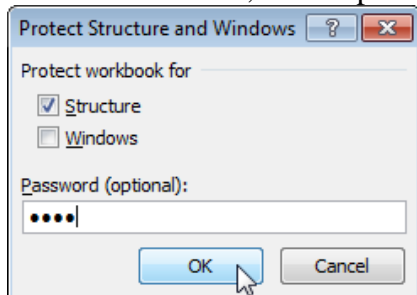 Protect Structure and Windows ?
Protect workbook for
Structure
Windows
Password (optional):
••••
OK Cancel